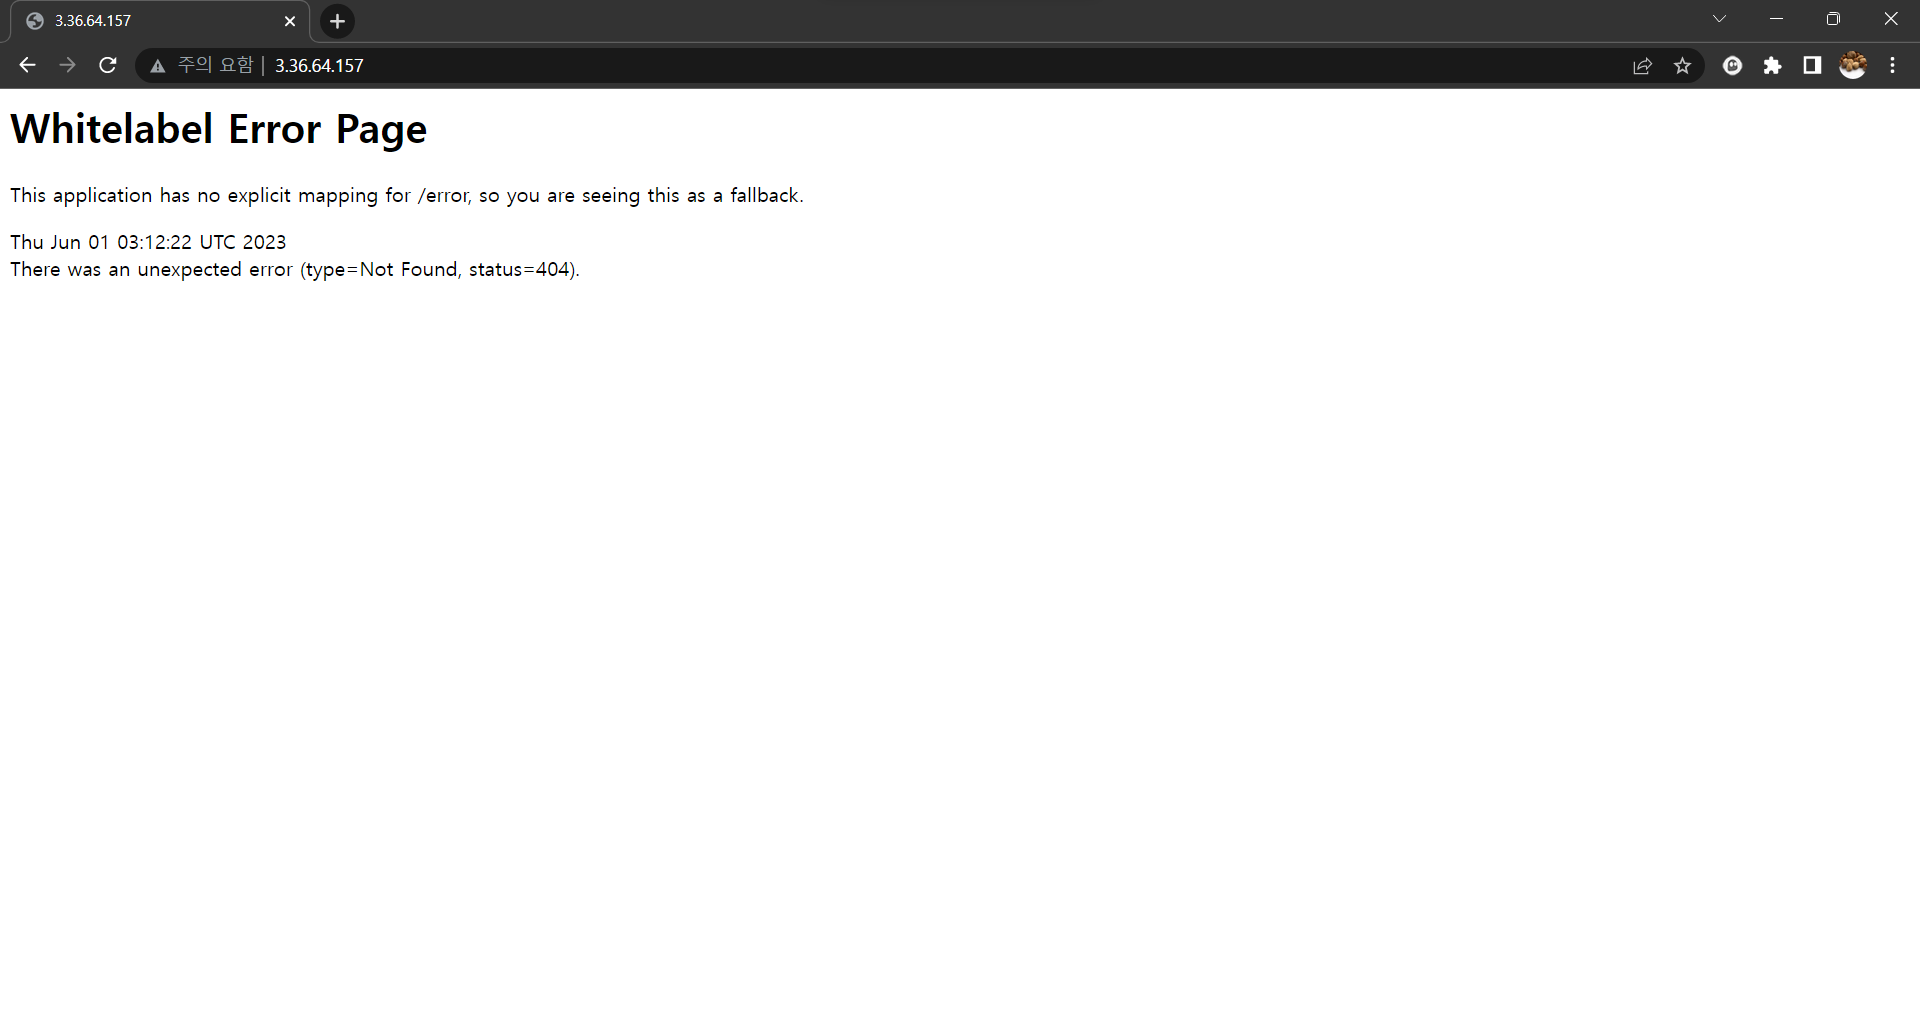 3.36.64.157
주의 요함 | 3.36.64.157
Whitelabel Error Page
This application has no explicit mapping for /error, so you are seeing this as a fallback.
Thu Jun 01 03:12:22 UTC 2023
There was an unexpected error (type=Not Found, status=404).